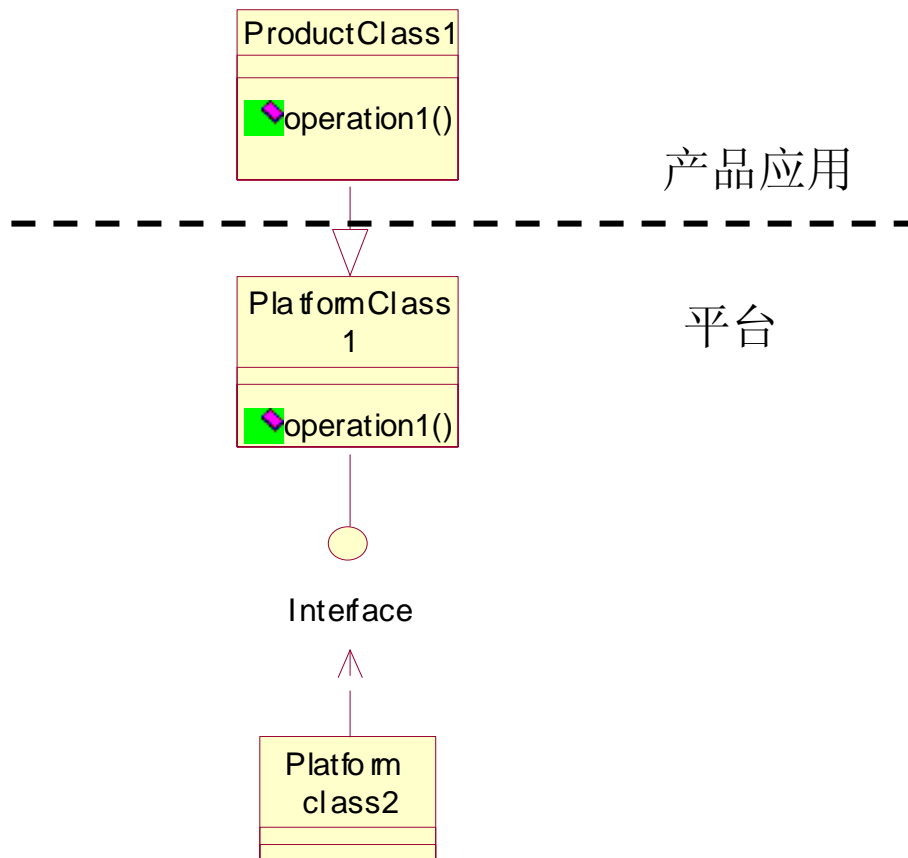 ProductClass1
operation1()
产品应用
PlatformClass
1
平台
operation1()
Interface
Platform
class2